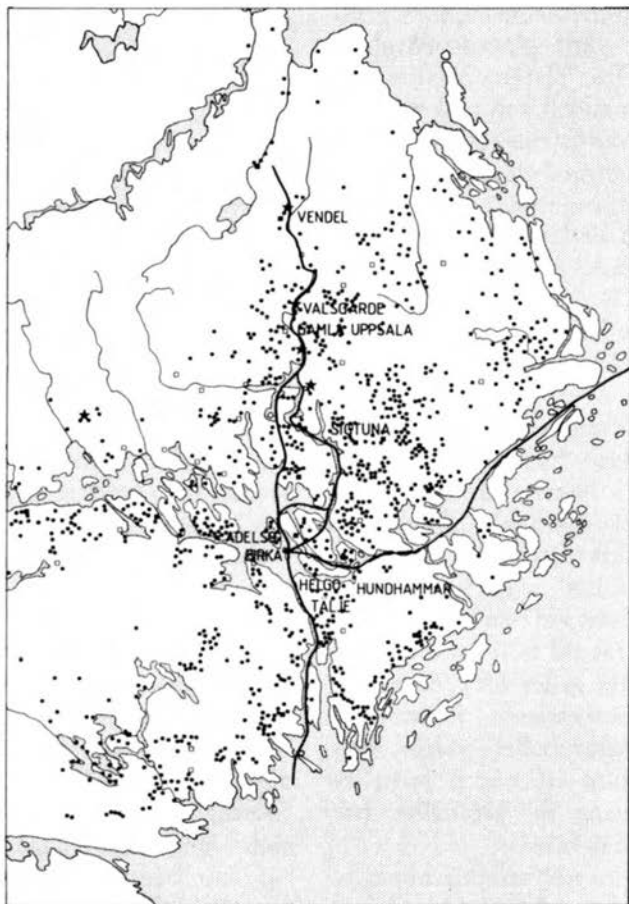 VENDEL
VALSGÄRDE
GAMLA UPPSALA
SIGTUNA
ADELSÖ
BIRKA
HELGÖ
TÄLJE
HUNDHAMMAR